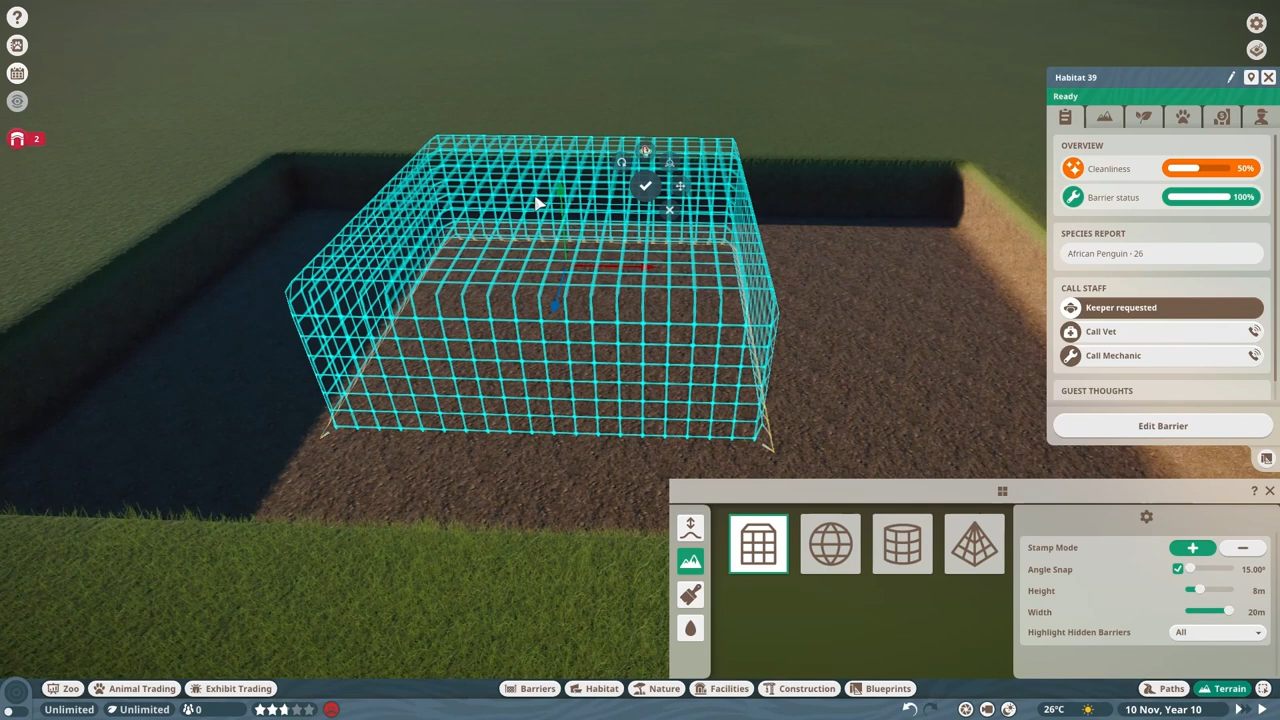 ?
2
Habitat 39
Ready
OVERVIEW
Cleanliness 50%
Barrier status 100%
SPECIES REPORT
African Penguin · 26
CALL STAFF
Keeper requested
Call Vet
Call Mechanic
GUEST THOUGHTS
Edit Barrier
?
Stamp Mode + −
Angle Snap 15.00°
Height 8m
Width 20m
Highlight Hidden Barriers All
Zoo Animal Trading Exhibit Trading Barriers Habitat Nature Facilities Construction Blueprints Paths Terrain
Unlimited Unlimited 0 26°C 10 Nov, Year 10